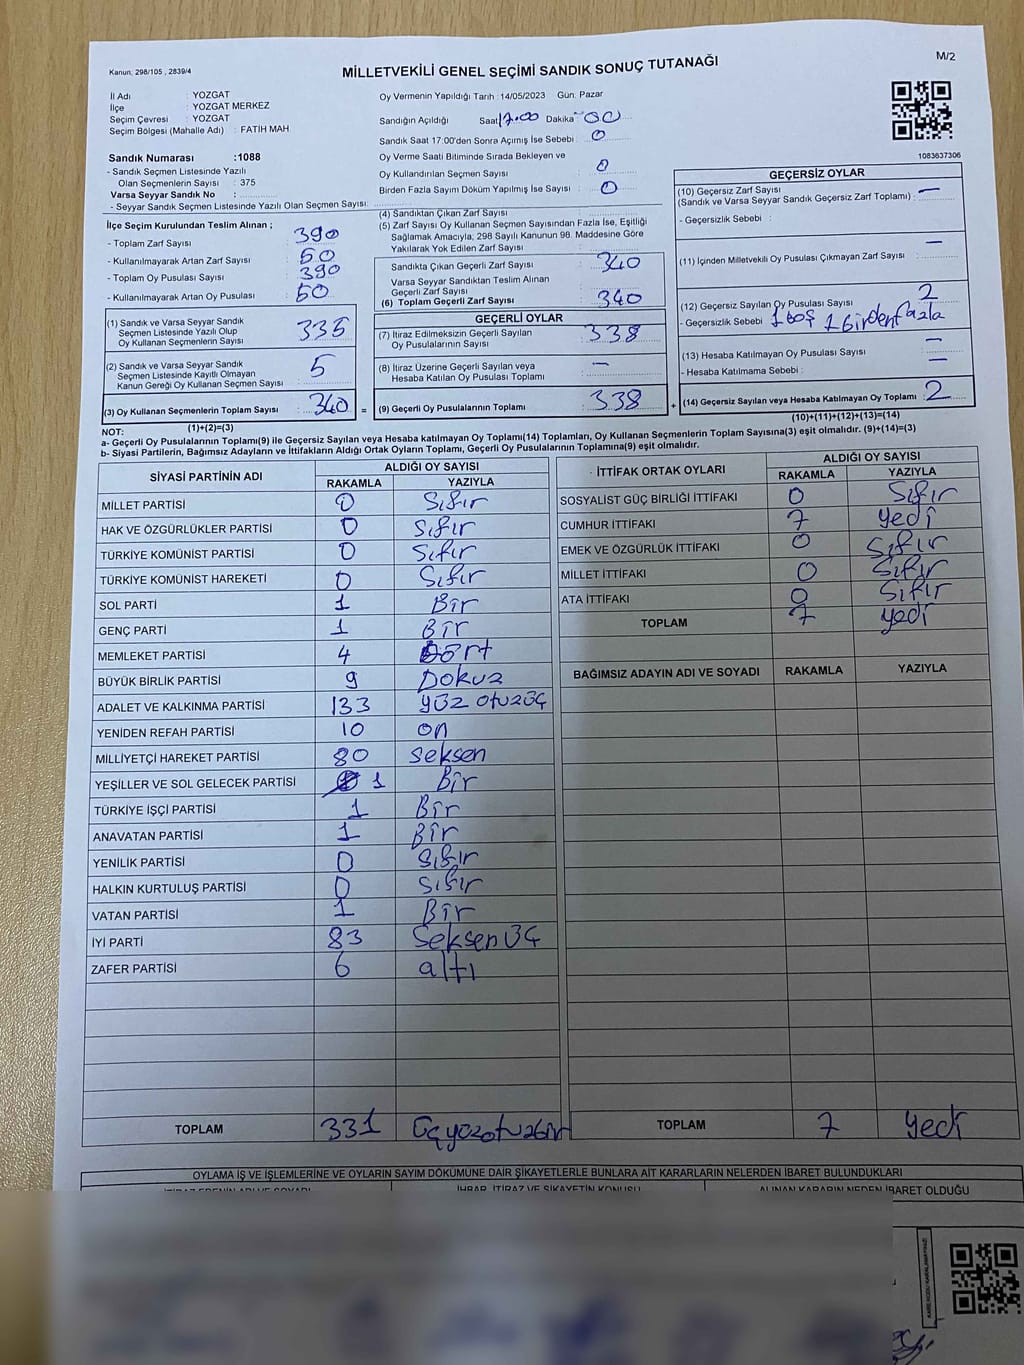 Kanun, 298/105 , 2839/4
MİLLETVEKİLİ GENEL SEÇİMİ SANDIK SONUÇ TUTANAĞI
M/2
İl Adı : YOZGAT
İlçe : YOZGAT MERKEZ
Seçim Çevresi : YOZGAT
Seçim Bölgesi (Mahalle Adı) : FATİH MAH.
Sandık Numarası :1088
- Sandık Seçmen Listesinde Yazılı
Olan Seçmenlerin Sayısı : 375
Varsa Seyyar Sandık No :
- Seyyar Sandık Seçmen Listesinde Yazılı Olan Seçmen Sayısı:
Oy Vermenin Yapıldığı Tarih :14/05/2023 Gün: Pazar
Sandığın Açıldığı Saat 17.00 Dakika 00
Sandık Saat 17:00'den Sonra Açımış İse Sebebi : 0
Oy Verme Saati Bitiminde Sırada Bekleyen ve
Oy Kullandırılan Seçmen Sayısı : 0
Birden Fazla Sayım Döküm Yapılmış İse Sayısı : 0
1083637306
İlçe Seçim Kurulundan Teslim Alınan ;
- Toplam Zarf Sayısı : 390
- Kullanılmayarak Artan Zarf Sayısı : 50
- Toplam Oy Pusulası Sayısı : 390
- Kullanılmayarak Artan Oy Pusulası : 50
(1) Sandık ve Varsa Seyyar Sandık
Seçmen Listesinde Yazılı Olup
Oy Kullanan Seçmenlerin Sayısı : 335
(2) Sandık ve Varsa Seyyar Sandık
Seçmen Listesinde Kayıtlı Olmayan
Kanun Gereği Oy Kullanan Seçmen Sayısı : 5
(3) Oy Kullanan Seçmenlerin Toplam Sayısı : 340 =
(1)+(2)=(3)
(4) Sandıktan Çıkan Zarf Sayısı :
(5) Zarf Sayısı Oy Kullanan Seçmen Sayısından Fazla İse, Eşitliği
Sağlamak Amacıyla; 298 Sayılı Kanunun 98. Maddesine Göre
Yakılarak Yok Edilen Zarf Sayısı :
Sandıkta Çıkan Geçerli Zarf Sayısı : 340
Varsa Seyyar Sandıktan Teslim Alınan
Geçerli Zarf Sayısı :
(6) Toplam Geçerli Zarf Sayısı : 340
GEÇERLİ OYLAR
(7) İtiraz Edilmeksizin Geçerli Sayılan
Oy Pusulalarının Sayısı : 338
(8) İtiraz Üzerine Geçerli Sayılan veya
Hesaba Katılan Oy Pusulası Toplamı : —
(9) Geçerli Oy Pusulalarının Toplamı : 338 +
GEÇERSİZ OYLAR
(10) Geçersiz Zarf Sayısı : —
(Sandık ve Varsa Seyyar Sandık Geçersiz Zarf Toplamı)
- Geçersizlik Sebebi :
(11) İçinden Milletvekili Oy Pusulası Çıkmayan Zarf Sayısı : —
(12) Geçersiz Sayılan Oy Pusulası Sayısı : 2
- Geçersizlik Sebebi : 1 boş 1 Birden fazla
(13) Hesaba Katılmayan Oy Pusulası Sayısı : —
- Hesaba Katılmama Sebebi : —
(14) Geçersiz Sayılan veya Hesaba Katılmayan Oy Toplamı : 2
(10)+(11)+(12)+(13)=(14)
NOT:
a- Geçerli Oy Pusulalarının Toplamı(9) ile Geçersiz Sayılan veya Hesaba katılmayan Oy Toplamı(14) Toplamları, Oy Kullanan Seçmenlerin Toplam Sayısına(3) eşit olmalıdır. (9)+(14)=(3)
b- Siyasi Partilerin, Bağımsız Adayların ve İttifakların Aldığı Ortak Oyların Toplamı, Geçerli Oy Pusulalarının Toplamına(9) eşit olmalıdır.
SİYASİ PARTİNİN ADI ALDIĞI OY SAYISI
RAKAMLA YAZIYLA
MİLLET PARTİSİ 0 Sıfır
HAK VE ÖZGÜRLÜKLER PARTİSİ 0 Sıfır
TÜRKİYE KOMÜNİST PARTİSİ 0 Sıfır
TÜRKİYE KOMÜNİST HAREKETİ 0 Sıfır
SOL PARTİ 1 Bir
GENÇ PARTİ 1 Bir
MEMLEKET PARTİSİ 4 Dört
BÜYÜK BİRLİK PARTİSİ 9 Dokuz
ADALET VE KALKINMA PARTİSİ 133 yüz otuzüç
YENİDEN REFAH PARTİSİ 10 on
MİLLİYETÇİ HAREKET PARTİSİ 80 seksen
YEŞİLLER VE SOL GELECEK PARTİSİ 1 Bir
TÜRKİYE İŞÇİ PARTİSİ 1 Bir
ANAVATAN PARTİSİ 1 Bir
YENİLİK PARTİSİ 0 Sıfır
HALKIN KURTULUŞ PARTİSİ 0 Sıfır
VATAN PARTİSİ 1 Bir
İYİ PARTİ 83 Seksen üç
ZAFER PARTİSİ 6 altı
TOPLAM 331 Üçyüzotuzbir
İTTİFAK ORTAK OYLARI ALDIĞI OY SAYISI
RAKAMLA YAZIYLA
SOSYALİST GÜÇ BİRLİĞİ İTTİFAKI 0 Sıfır
CUMHUR İTTİFAKI 7 yedi
EMEK VE ÖZGÜRLÜK İTTİFAKI 0 Sıfır
MİLLET İTTİFAKI 0 Sıfır
ATA İTTİFAKI 0 Sıfır
TOPLAM 7 yedi
BAĞIMSIZ ADAYIN ADI VE SOYADI RAKAMLA YAZIYLA
TOPLAM 7 yedi
OYLAMA İŞ VE İŞLEMLERİNE VE OYLARIN SAYIM DÖKÜMÜNE DAİR ŞİKAYETLERLE BUNLARA AİT KARARLARIN NELERDEN İBARET BULUNDUKLARI
İHBAR, İTİRAZ VE ŞİKAYETİN KONUSU ALINAN KARARIN NEDEN İBARET OLDUĞU